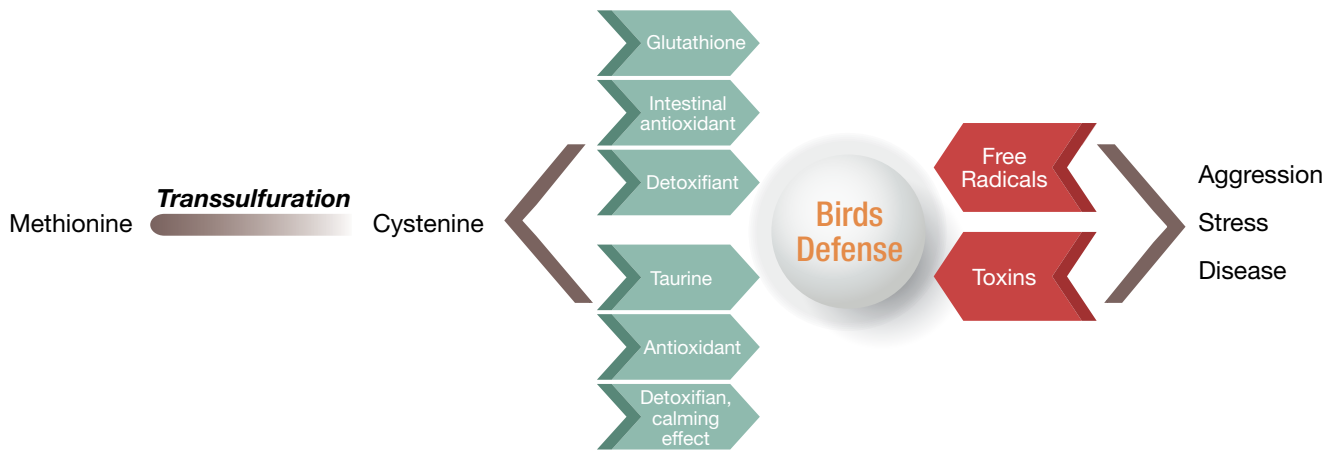 Methionine
Transsulfuration
Cystenine
Glutathione
Intestinal
antioxidant
Detoxifiant
Taurine
Antioxidant
Detoxifian,
calming
effect
Birds
Defense
Free
Radicals
Toxins
Aggression
Stress
Disease